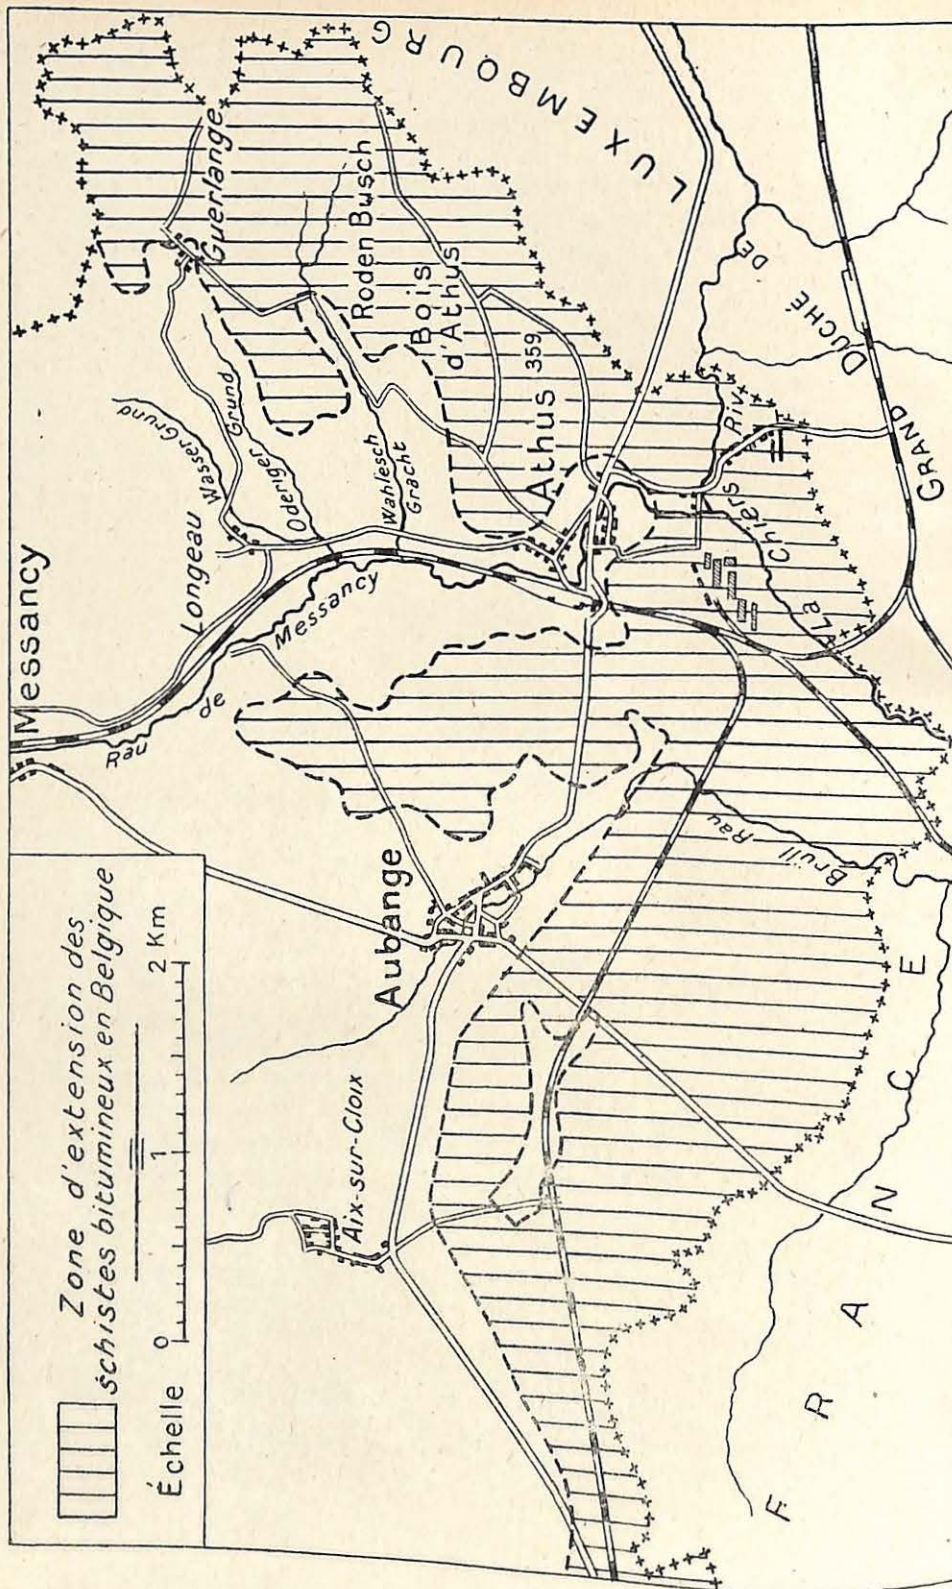 Zone d'extension des
schistes bitumineux en Belgique
Échelle
0 1 2 Km
Messancy
Longeau
Wasser Grund
Oderiger Grund
Guerlange
Rau de Messancy
Wahlesch
Gracht
Roden Busch
Bois
d'Athus
Athus 359
Aubange
Aix-sur-Cloix
Brüll Rau
La Chiers Riv.
GRAND DUCHÉ DE LUXEMBOURG
FRANCE